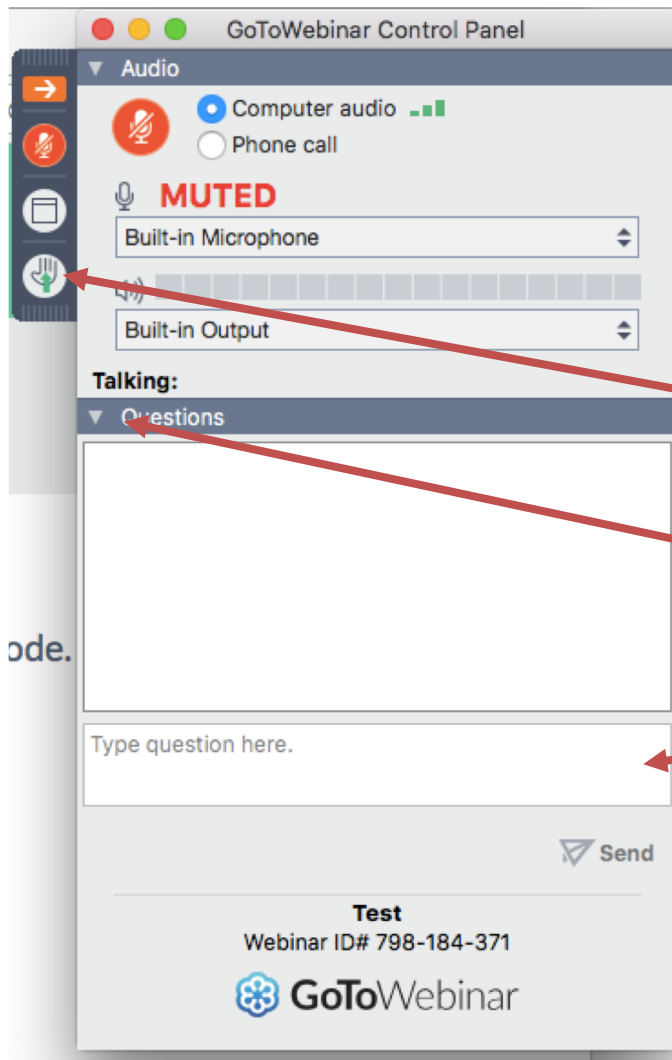 GoToWebinar Control Panel
Audio
Computer audio
Phone call
MUTED
Built-in Microphone
Built-in Output
Talking:
Questions
ode.
Type question here.
Send
Test
Webinar ID# 798-184-371
GoToWebinar